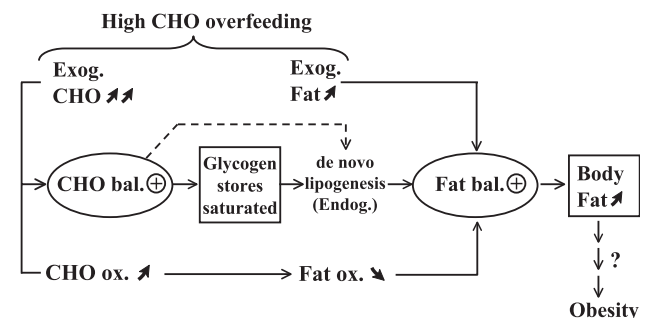 High CHO overfeeding
Exog.
CHO ↗↗
Exog.
Fat ↗
CHO bal. ⊕
Glycogen
stores
saturated
de novo
lipogenesis
(Endog.)
Fat bal. ⊕
Body
Fat ↗
CHO ox. ↗
Fat ox. ↘
?
Obesity